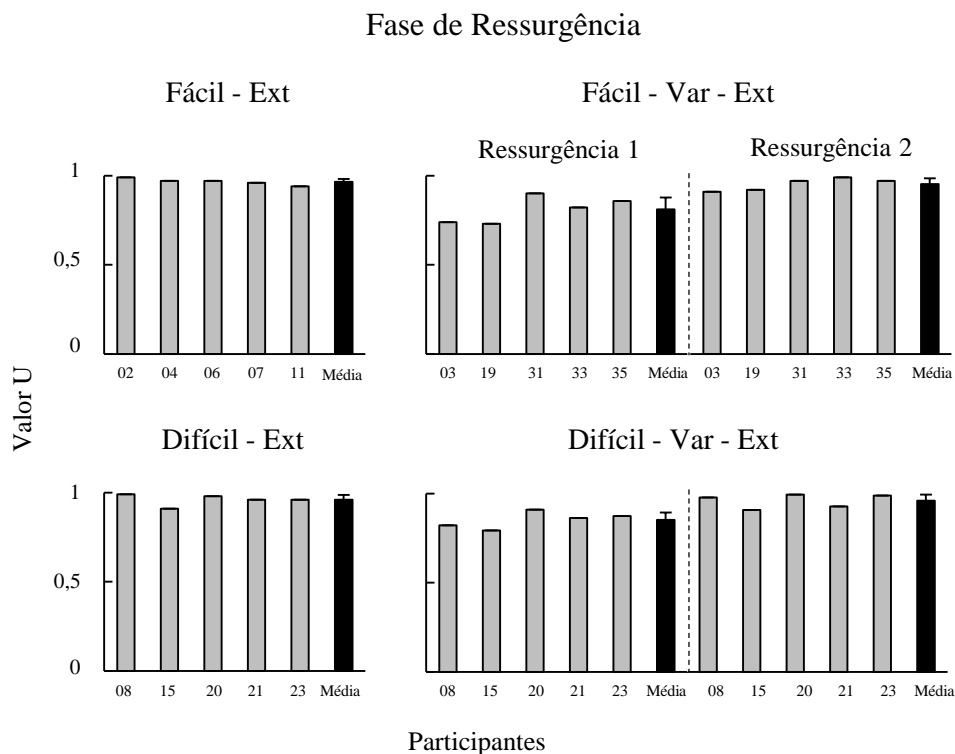 Fase de Ressurgência
Fácil - Ext
Fácil - Var - Ext
Ressurgência 1
Ressurgência 2
1
0,5
0
02 04 06 07 11 Média
03 19 31 33 35 Média 03 19 31 33 35 Média
Valor U
Difícil - Ext
Difícil - Var - Ext
1
0,5
0
08 15 20 21 23 Média
08 15 20 21 23 Média 08 15 20 21 23 Média
Participantes